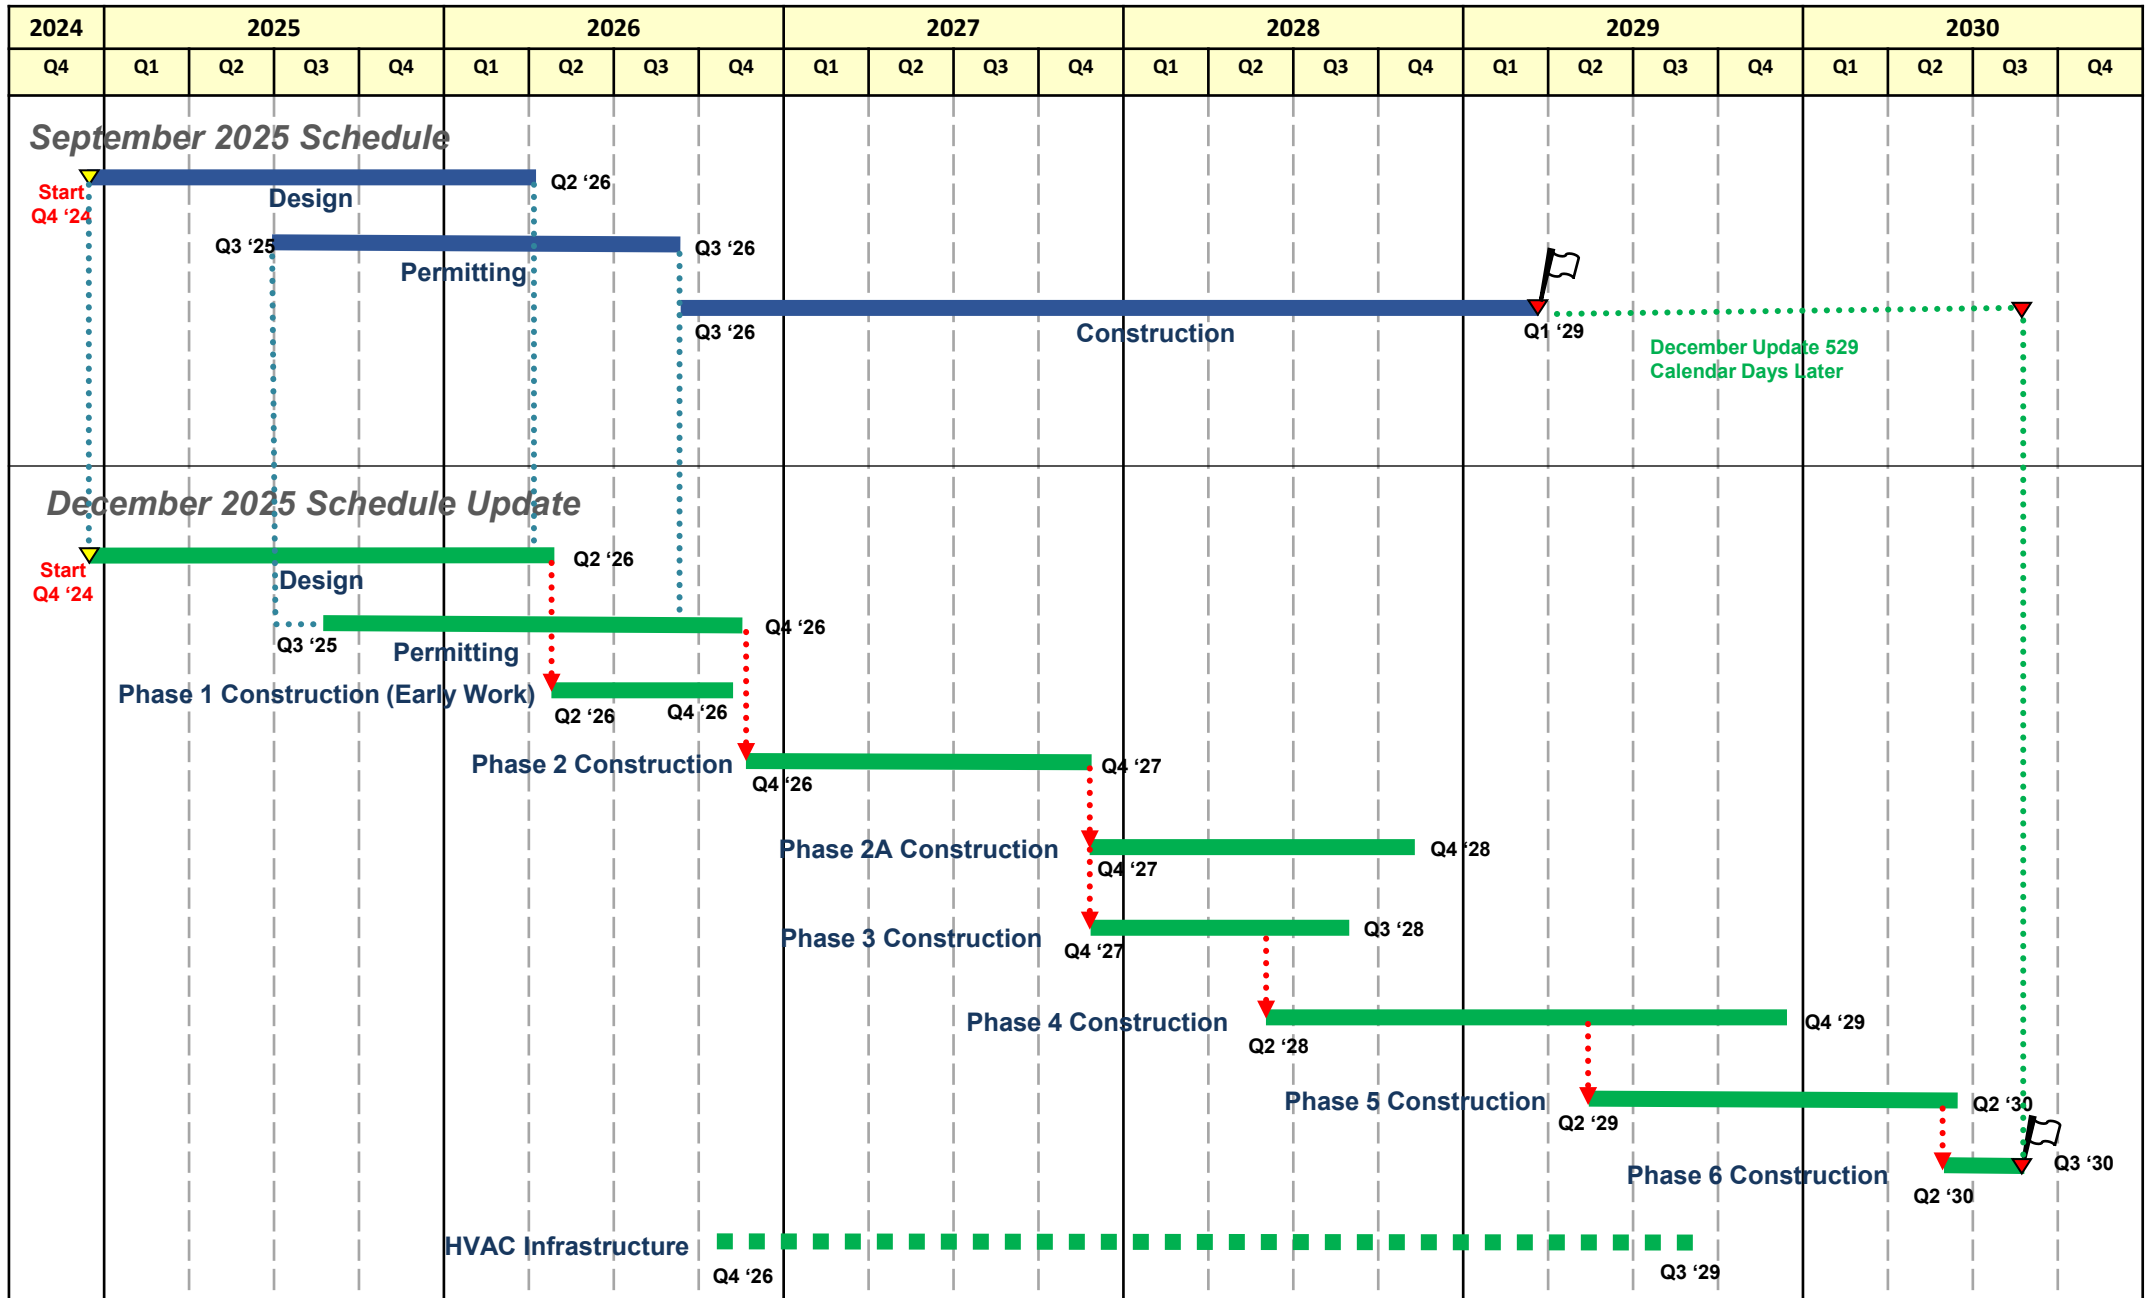 2024 2025 2026 2027 2028 2029 2030
Q4 Q1 Q2 Q3 Q4 Q1 Q2 Q3 Q4 Q1 Q2 Q3 Q4 Q1 Q2 Q3 Q4 Q1 Q2 Q3 Q4 Q1 Q2 Q3 Q4
September 2025 Schedule
Start
Q4 ‘24
Design
Q2 ‘26
Q3 ‘25
Permitting
Q3 ‘26
Q3 ‘26
Construction
Q1 ‘29
December Update 529
Calendar Days Later
December 2025 Schedule Update
Start
Q4 ‘24
Design
Q2 ‘26
Q3 ‘25
Permitting
Q4 ‘26
Phase 1 Construction (Early Work)
Q2 ‘26
Q4 ‘26
Phase 2 Construction
Q4 ‘26
Q4 ‘27
Phase 2A Construction
Q4 ‘27
Q4 ‘28
Phase 3 Construction
Q4 ‘27
Q3 ‘28
Phase 4 Construction
Q2 ‘28
Q4 ‘29
Phase 5 Construction
Q2 ‘29
Q2 ‘30
Phase 6 Construction
Q2 ‘30
Q3 ‘30
HVAC Infrastructure
Q4 ‘26
Q3 ‘29